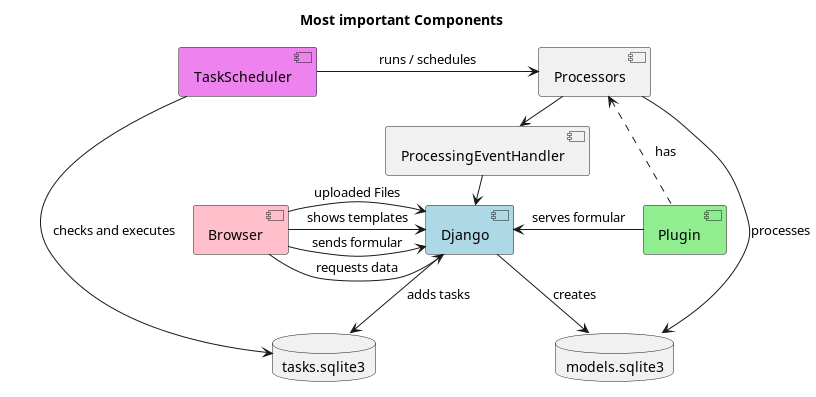 Most important Components
TaskScheduler
runs / schedules
Processors
ProcessingEventHandler
has
uploaded Files
shows templates
sends formular
requests data
Browser
Django
serves formular
Plugin
checks and executes
processes
adds tasks
creates
tasks.sqlite3
models.sqlite3